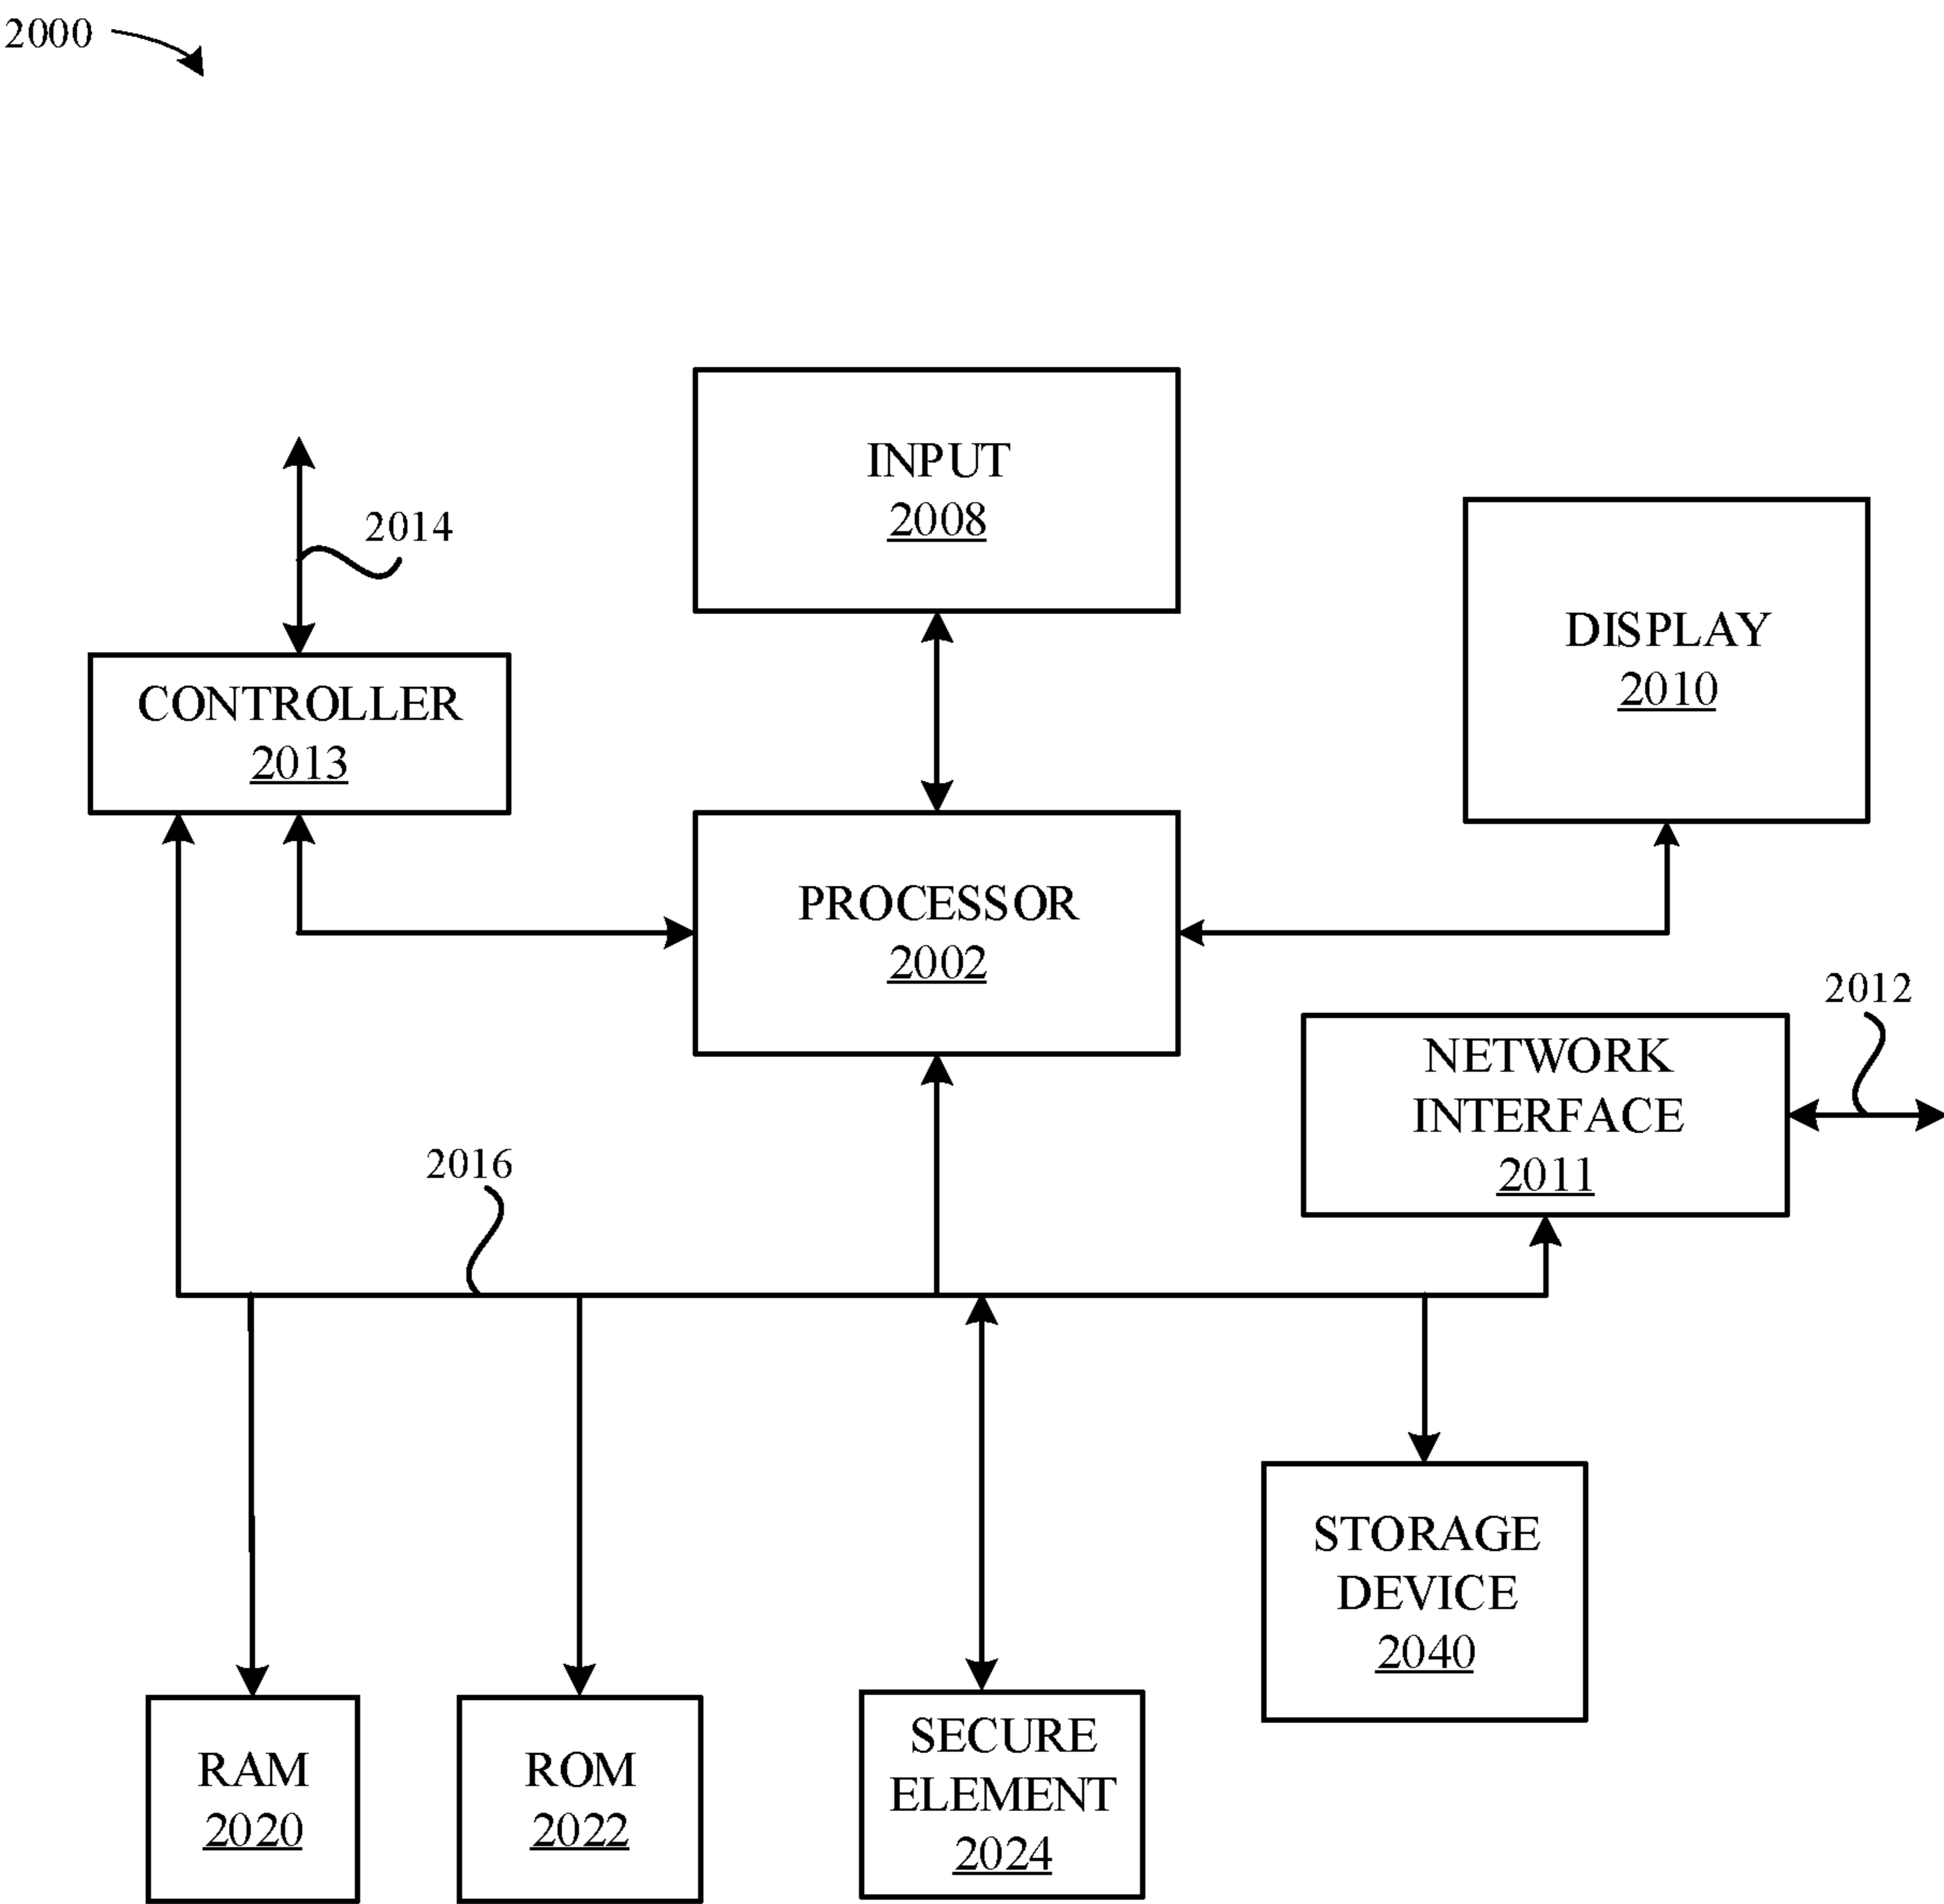 2000
INPUT
2008
2014
DISPLAY
2010
CONTROLLER
2013
PROCESSOR
2002
2012
NETWORK
INTERFACE
2011
2016
STORAGE
DEVICE
2040
RAM
2020
ROM
2022
SECURE
ELEMENT
2024